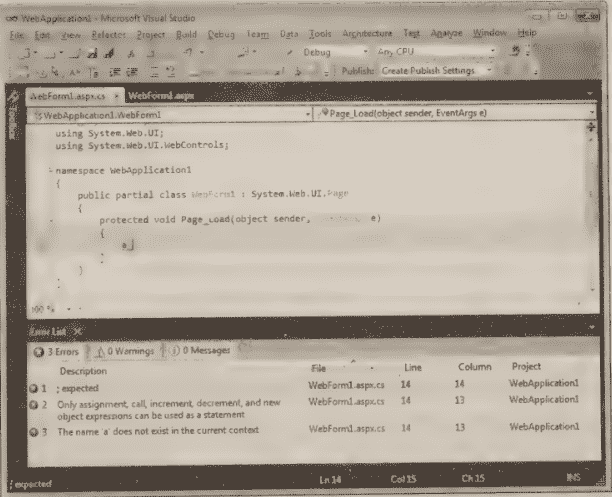 WebApplication1 - Microsoft Visual Studio
File Edit View Refactor Project Build Debug Team Data Tools Architecture Test Analyze Window Help
Debug Any CPU
Publish: Create Publish Settings
WebForm1.aspx.cs WebForm1.aspx
WebApplication1.WebForm1 Page_Load(object sender, EventArgs e)
using System.Web.UI;
using System.Web.UI.WebControls;
namespace WebApplication1
{
public partial class WebForm1 : System.Web.UI.Page
{
protected void Page_Load(object sender, e)
{
a
}
}
}
100 %
Error List
3 Errors 0 Warnings 0 Messages
Description File Line Column Project
1 ; expected WebForm1.aspx.cs 14 14 WebApplication1
2 Only assignment, call, increment, decrement, and new WebForm1.aspx.cs 14 13 WebApplication1
object expressions can be used as a statement
3 The name 'a' does not exist in the current context WebForm1.aspx.cs 14 13 WebApplication1
; expected Ln 14 Col 15 Ch 15 INS